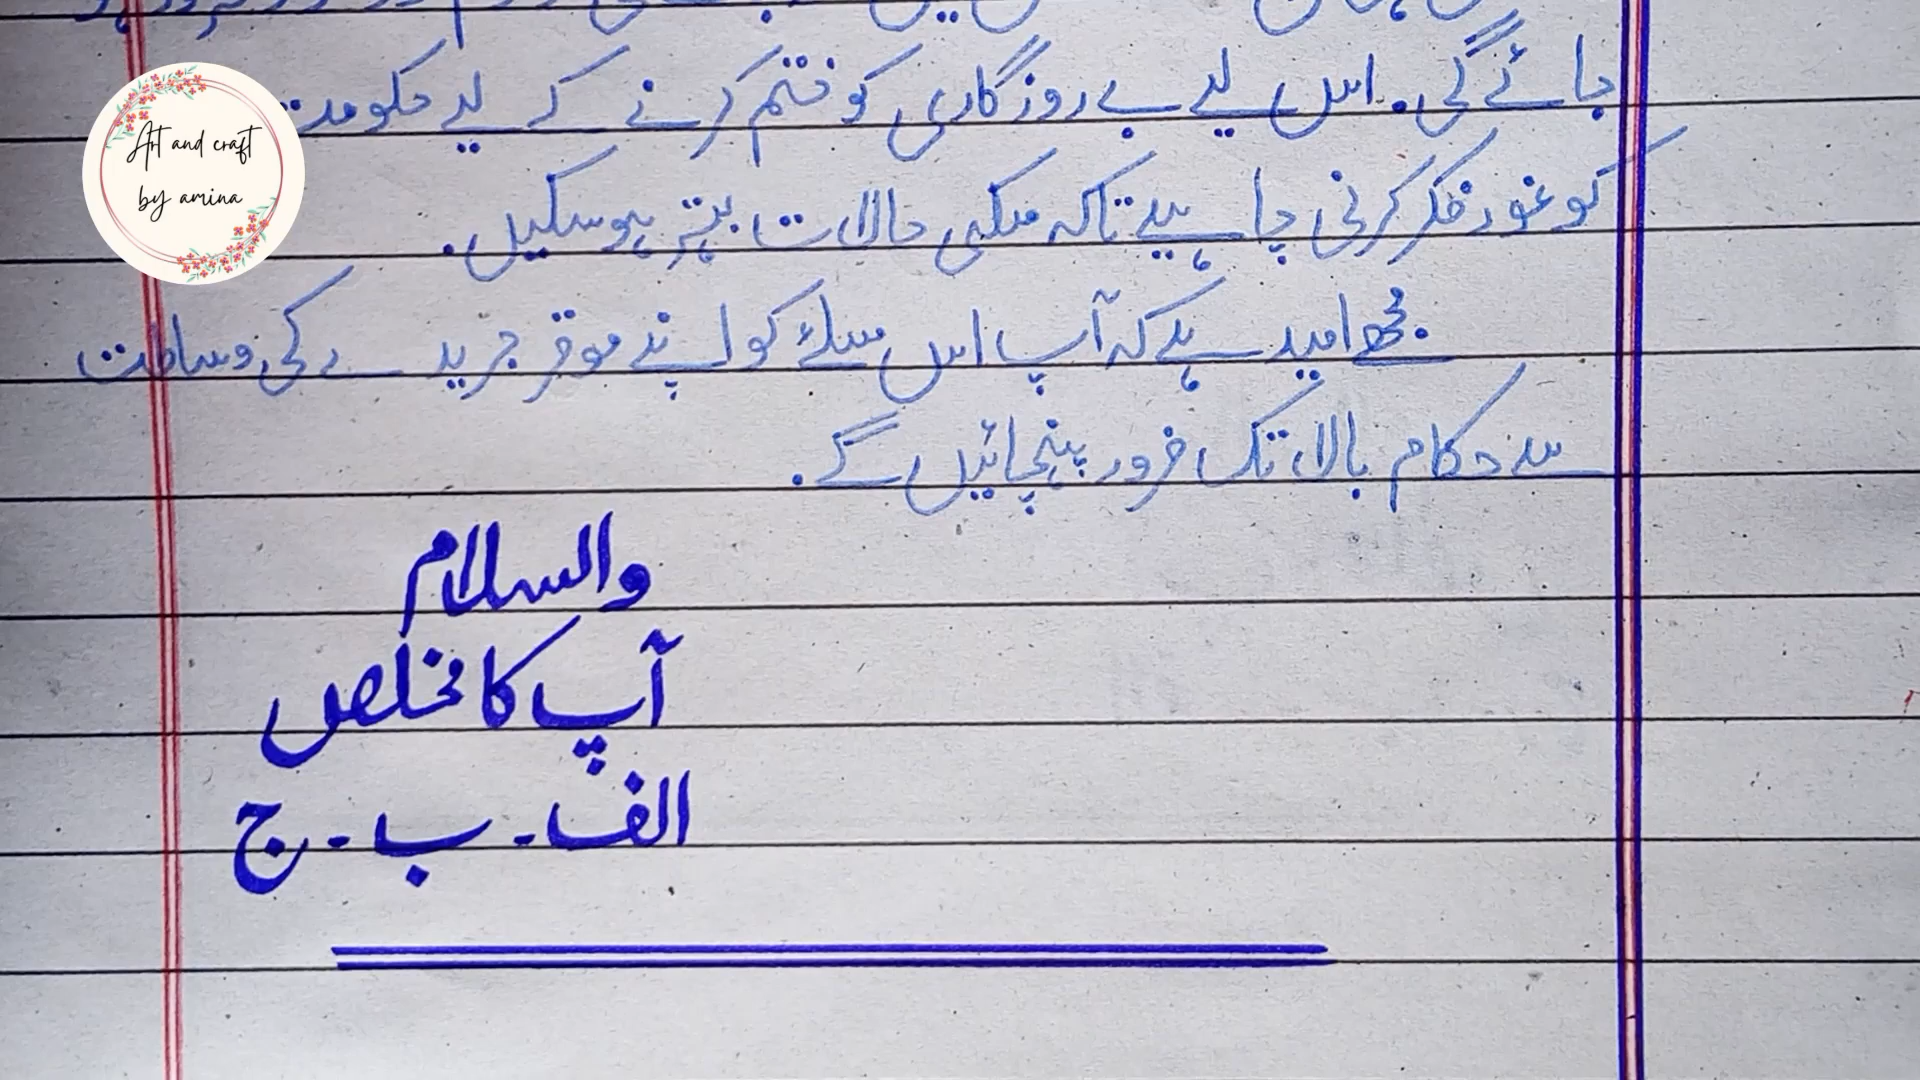 جائے گی۔ اس لیے بے روزگاری کو ختم کرنے کے لیے حکومت
کو غور فکر کرنی چاہیے تاکہ ملکی حالات بہتر ہو سکیں۔
مجھے امید ہے کہ آپ اس مسلئے کو اپنے موقر جریدے کی وساطت
سے حکام بالا تک ضرور پہنچائیں گے۔
والسلام
آپ کا مخلص
الف ۔ ب ۔ ج
Art and craft
by amina